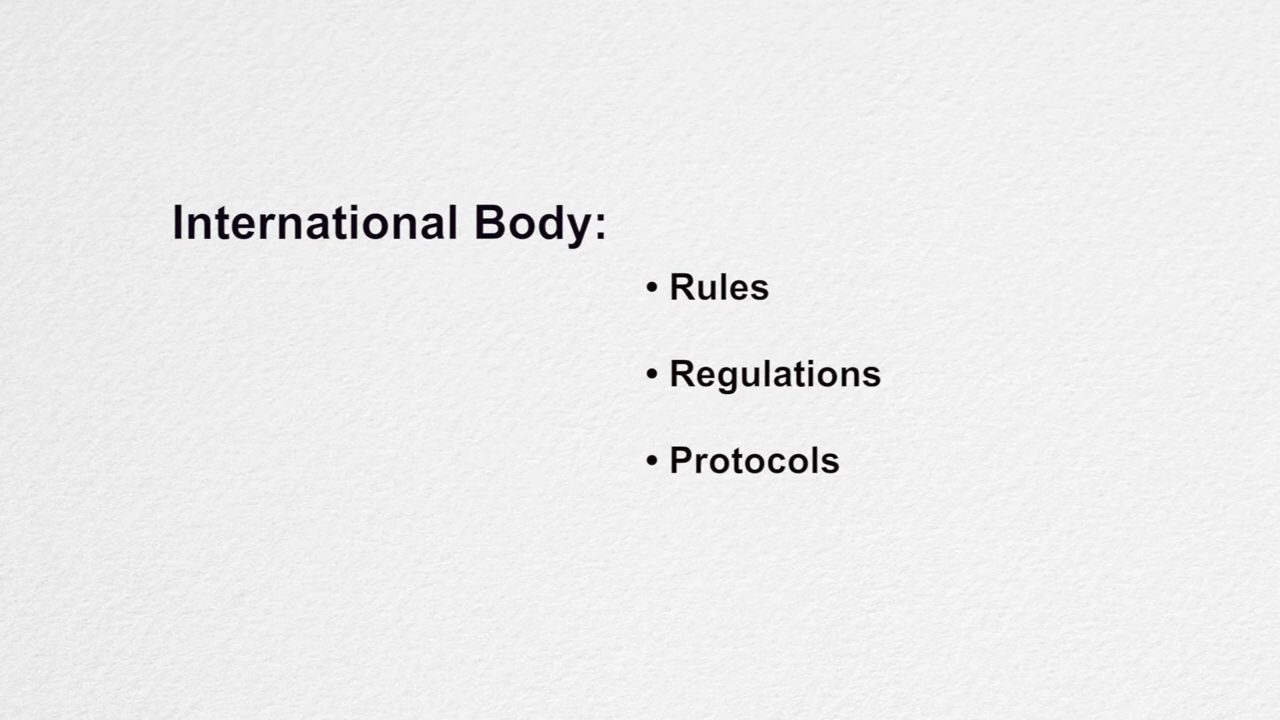 International Body:
• Rules
• Regulations
• Protocols